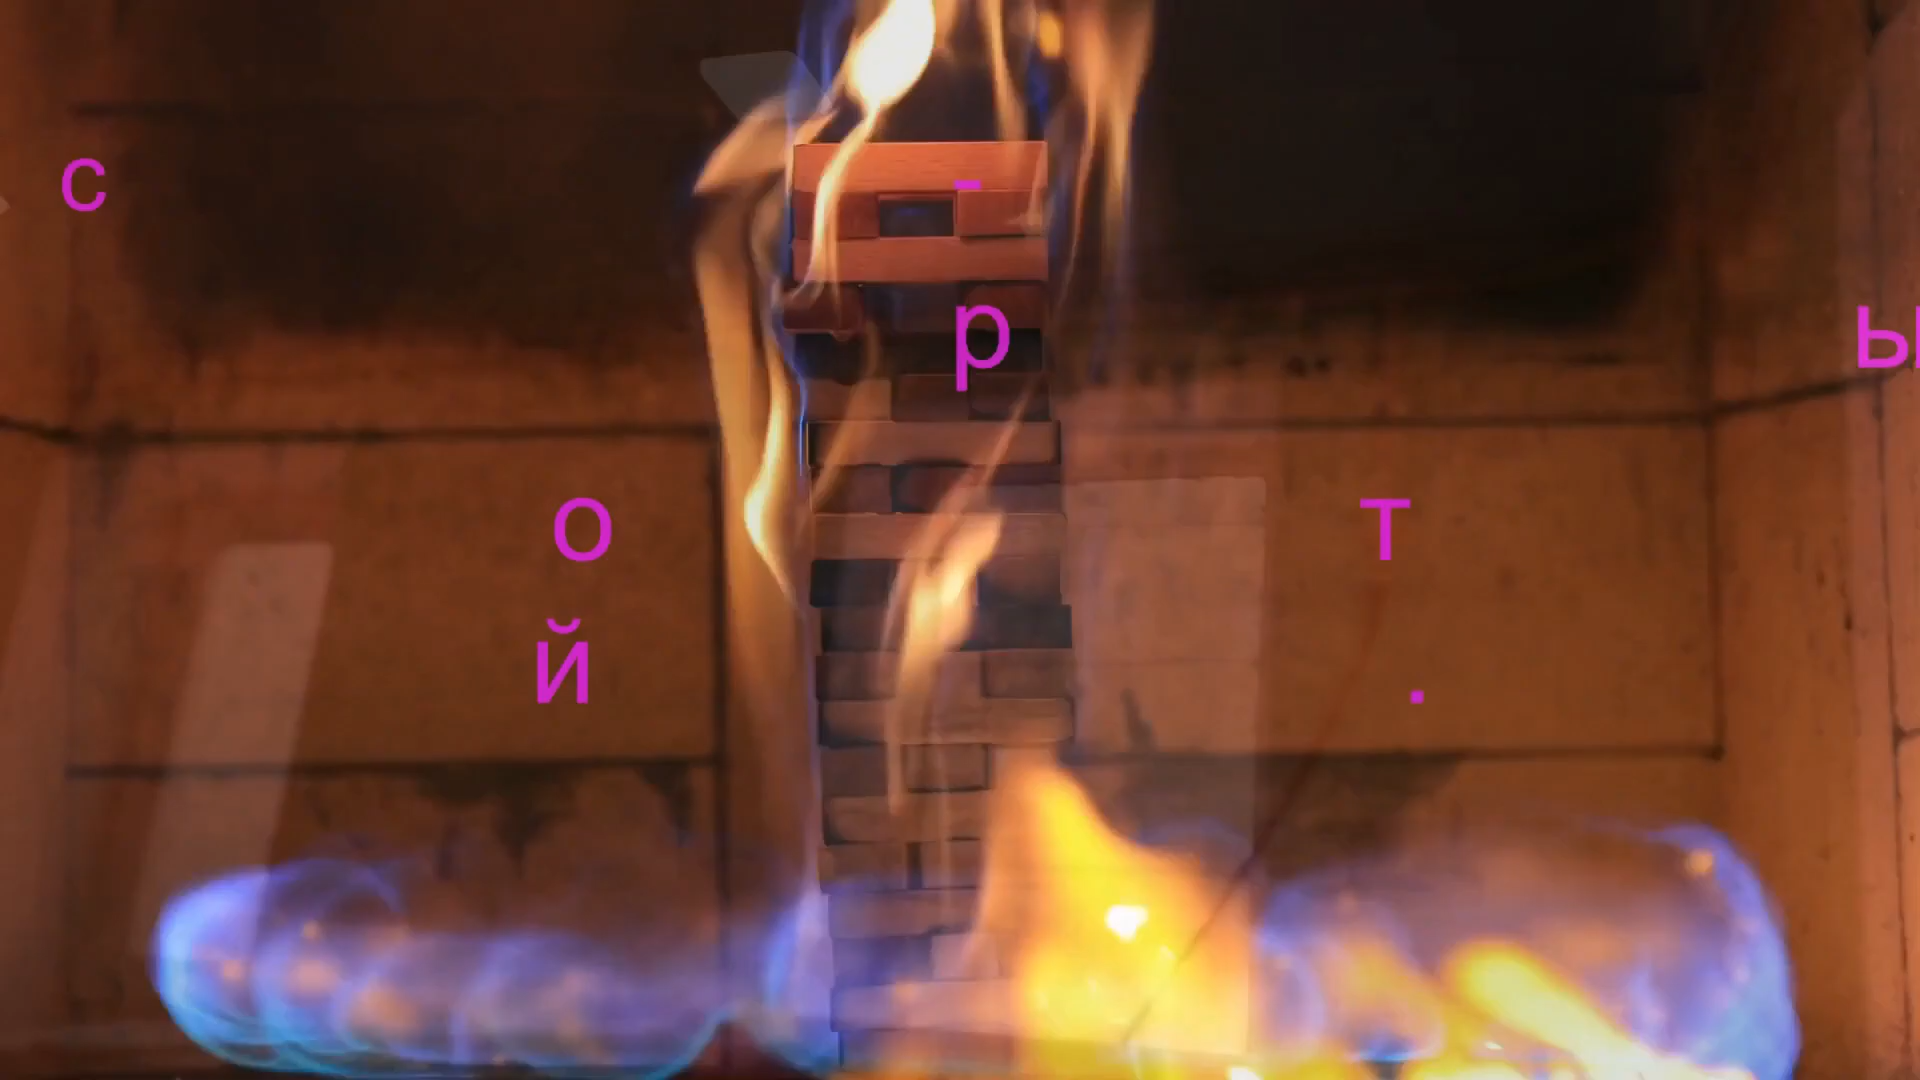 с -
р ы
о т
й .